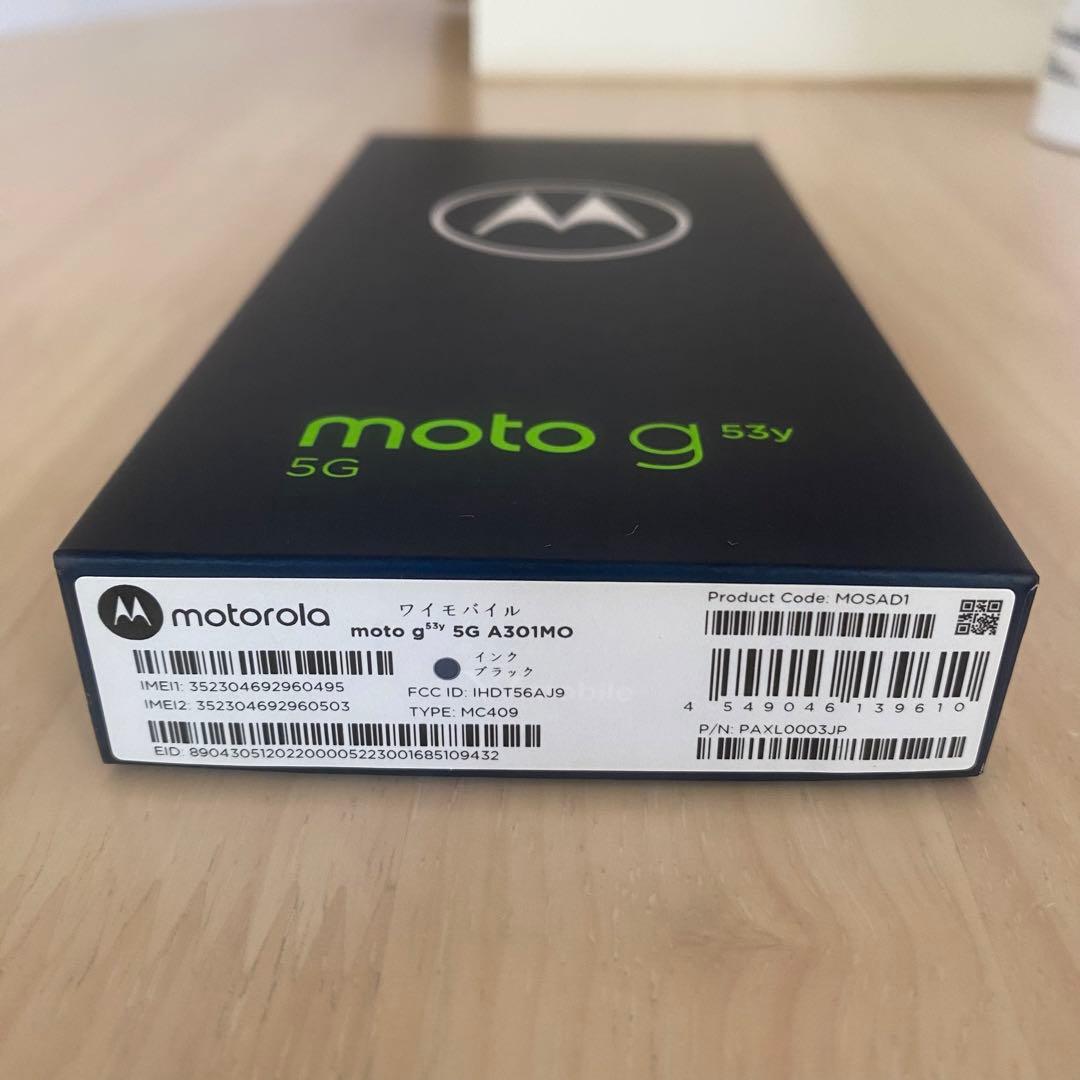 moto g 53y
5G
motorola
ワイモバイル
moto g53y 5G A301MO
インク
ブラック
IMEI1: 352304692960495
IMEI2: 352304692960503
FCC ID: IHDT56AJ9
TYPE: MC409
EID: 89043051202200005223001685109432
Product Code: MOSAD1
4 549046 139610
P/N: PAXL0003JP